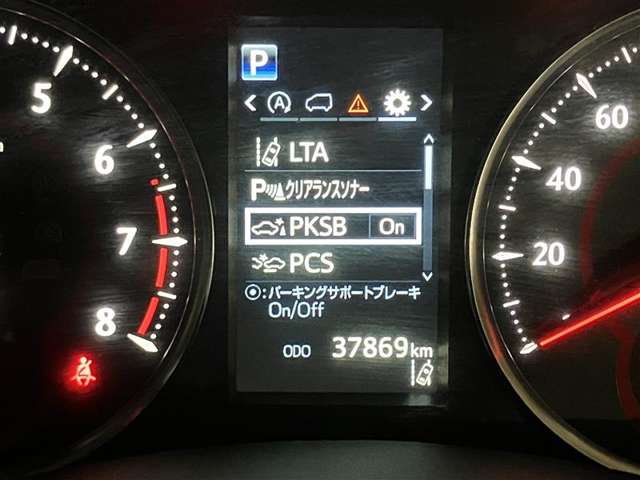 P
A
5
6
7
8
60
40
20
LTA
P クリアランスソナー
PKSB On
PCS
:パーキングサポートブレーキ
On/Off
ODO 37869km